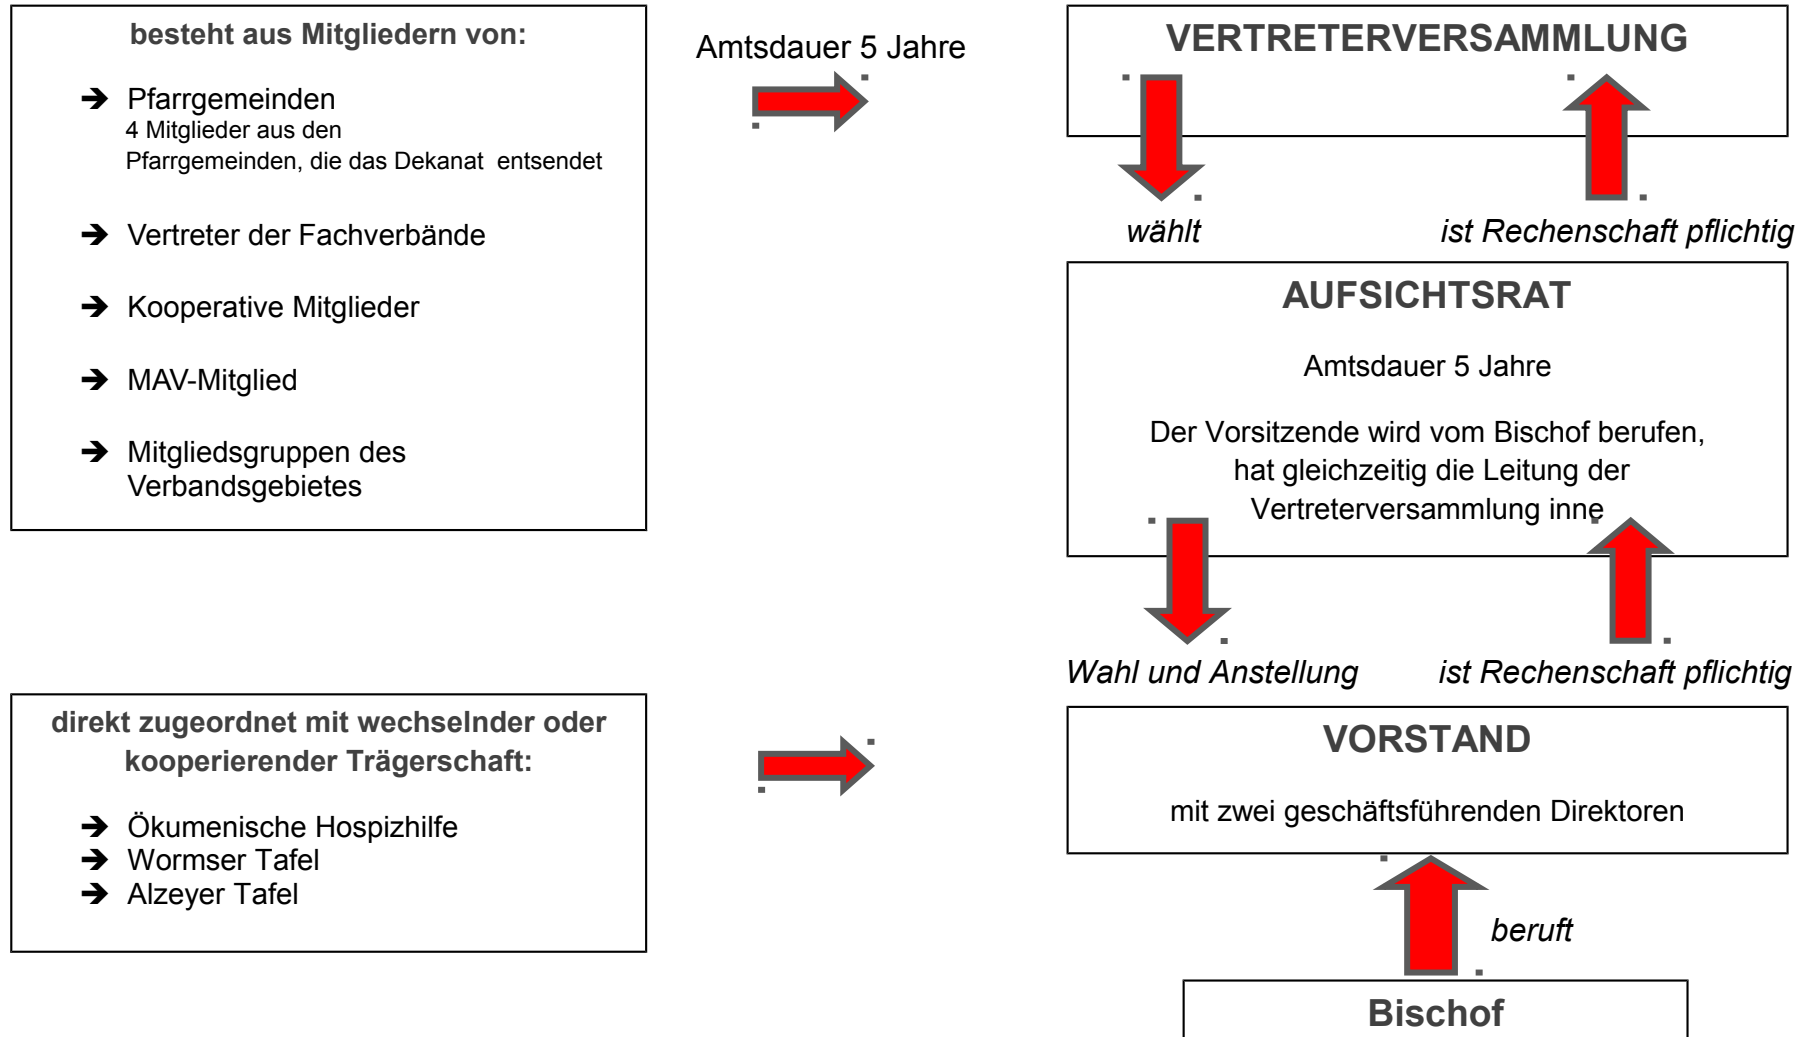 besteht aus Mitgliedern von:
➔ Pfarrgemeinden
4 Mitglieder aus den
Pfarrgemeinden, die das Dekanat entsendet
➔ Vertreter der Fachverbände
➔ Kooperative Mitglieder
➔ MAV-Mitglied
➔ Mitgliedsgruppen des
Verbandsgebietes
Amtsdauer 5 Jahre
VERTRETERVERSAMMLUNG
wählt
ist Rechenschaft pflichtig
AUFSICHTSRAT
Amtsdauer 5 Jahre
Der Vorsitzende wird vom Bischof berufen,
hat gleichzeitig die Leitung der
Vertreterversammlung inne
Wahl und Anstellung
ist Rechenschaft pflichtig
direkt zugeordnet mit wechselnder oder
kooperierender Trägerschaft:
➔ Ökumenische Hospizhilfe
➔ Wormser Tafel
➔ Alzeyer Tafel
VORSTAND
mit zwei geschäftsführenden Direktoren
beruft
Bischof